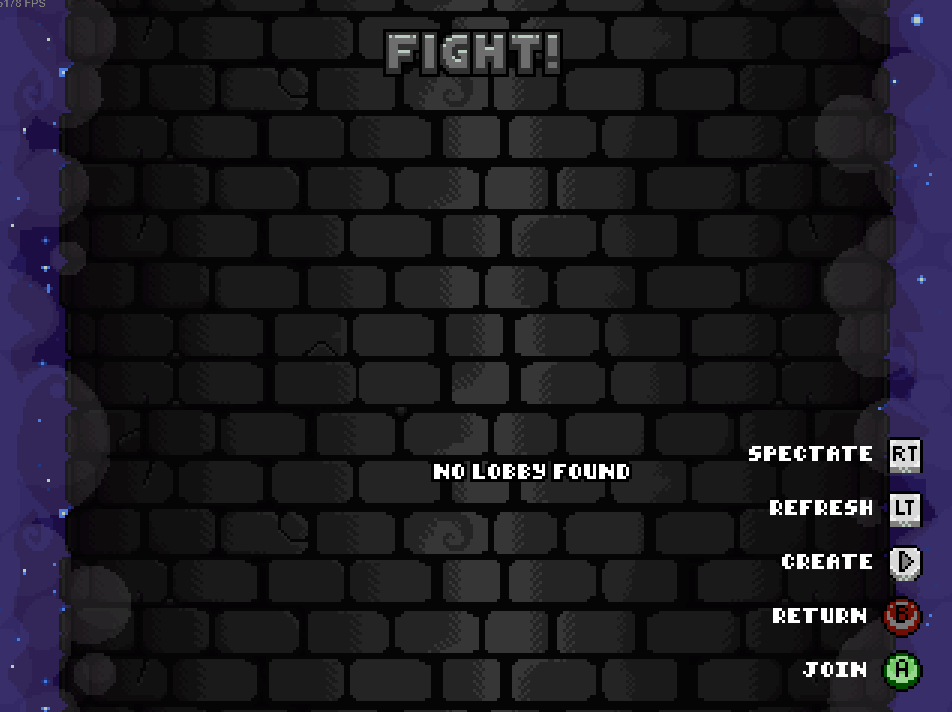 FIGHT!
NO LOBBY FOUND
SPECTATE RT
REFRESH LT
CREATE
RETURN B
JOIN A